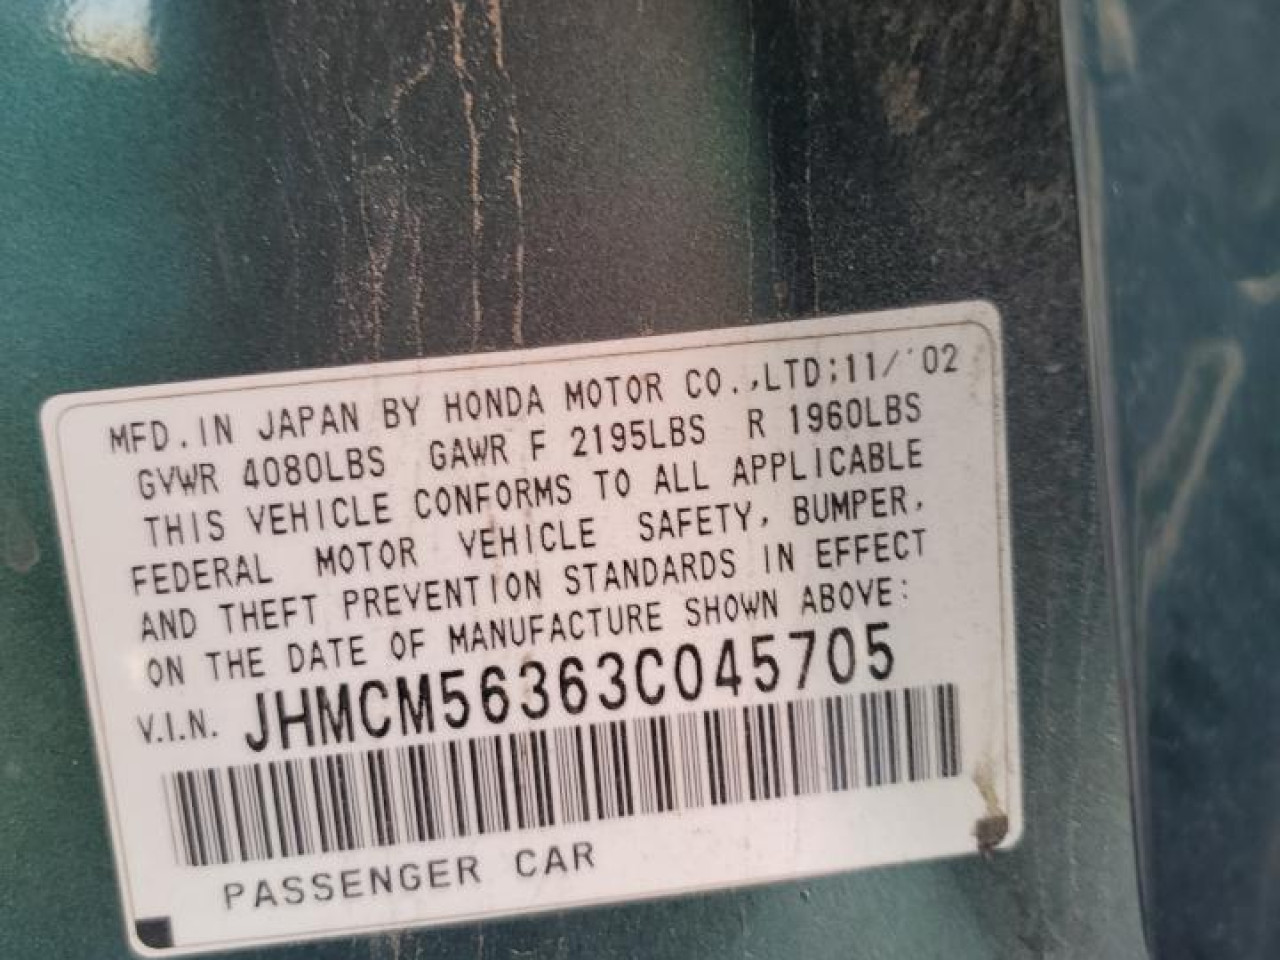 MFD. IN JAPAN BY HONDA MOTOR CO.,LTD;11/'02
GVWR 4080LBS GAWR F 2195LBS R 1960LBS
THIS VEHICLE CONFORMS TO ALL APPLICABLE
FEDERAL MOTOR VEHICLE SAFETY, BUMPER,
AND THEFT PREVENTION STANDARDS IN EFFECT
ON THE DATE OF MANUFACTURE SHOWN ABOVE:
V.I.N. JHMCM56363C045705
PASSENGER CAR